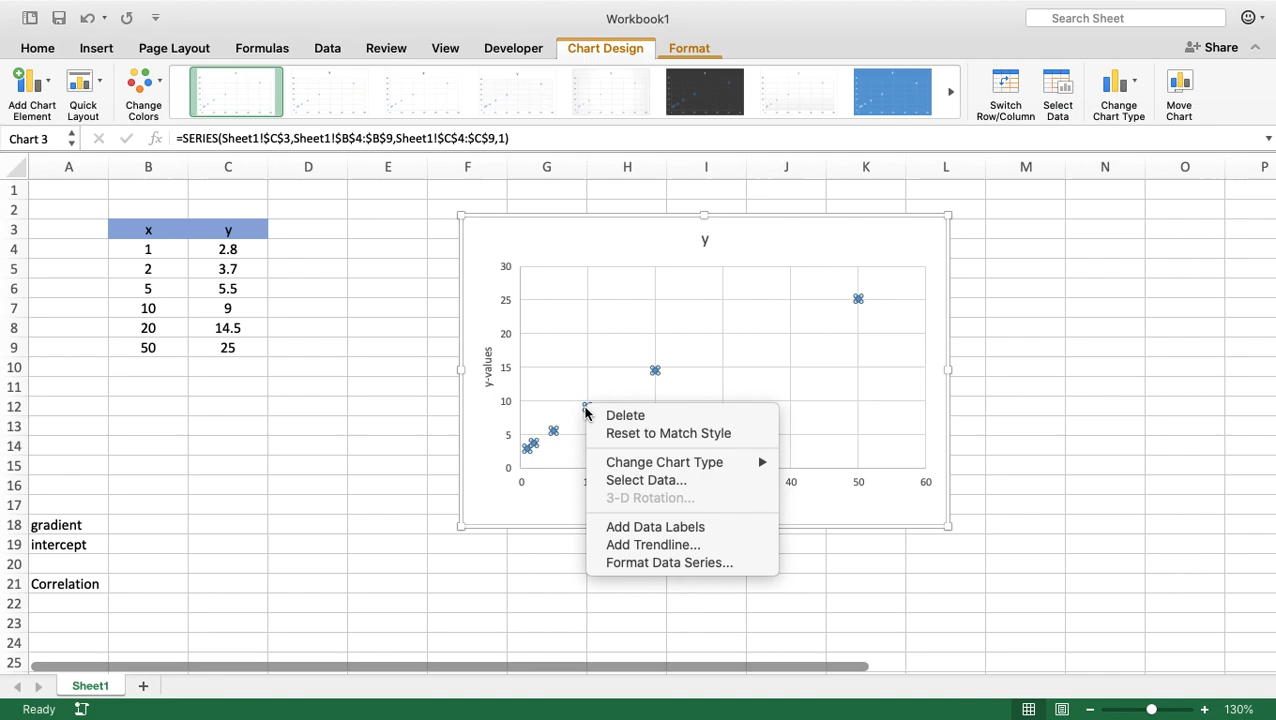 Workbook1
Search Sheet
Home Insert Page Layout Formulas Data Review View Developer Chart Design Format Share
Add Chart Element
Quick Layout
Change Colors
Switch Row/Column
Select Data
Change Chart Type
Move Chart
Chart 3 fx =SERIES(Sheet1!$C$3,Sheet1!$B$4:$B$9,Sheet1!$C$4:$C$9,1)
A B C D E F G H I J K L M N O P
1
2
3 x y
4 1 2.8
5 2 3.7
6 5 5.5
7 10 9
8 20 14.5
9 50 25
10
11
12
13
14
15
16
17
18 gradient
19 intercept
20
21 Correlation
22
23
24
25
y
y-values
30
25
20
15
10
5
0
0 40 50 60
Delete
Reset to Match Style
Change Chart Type
Select Data...
3-D Rotation...
Add Data Labels
Add Trendline...
Format Data Series...
Sheet1
Ready
130%